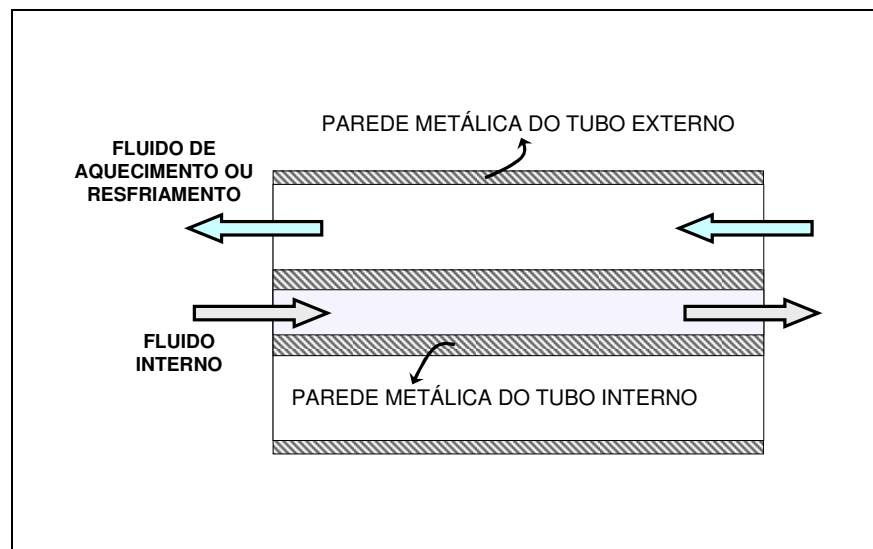 PAREDE METÁLICA DO TUBO EXTERNO
FLUIDO DE
AQUECIMENTO OU
RESFRIAMENTO
FLUIDO
INTERNO
PAREDE METÁLICA DO TUBO INTERNO